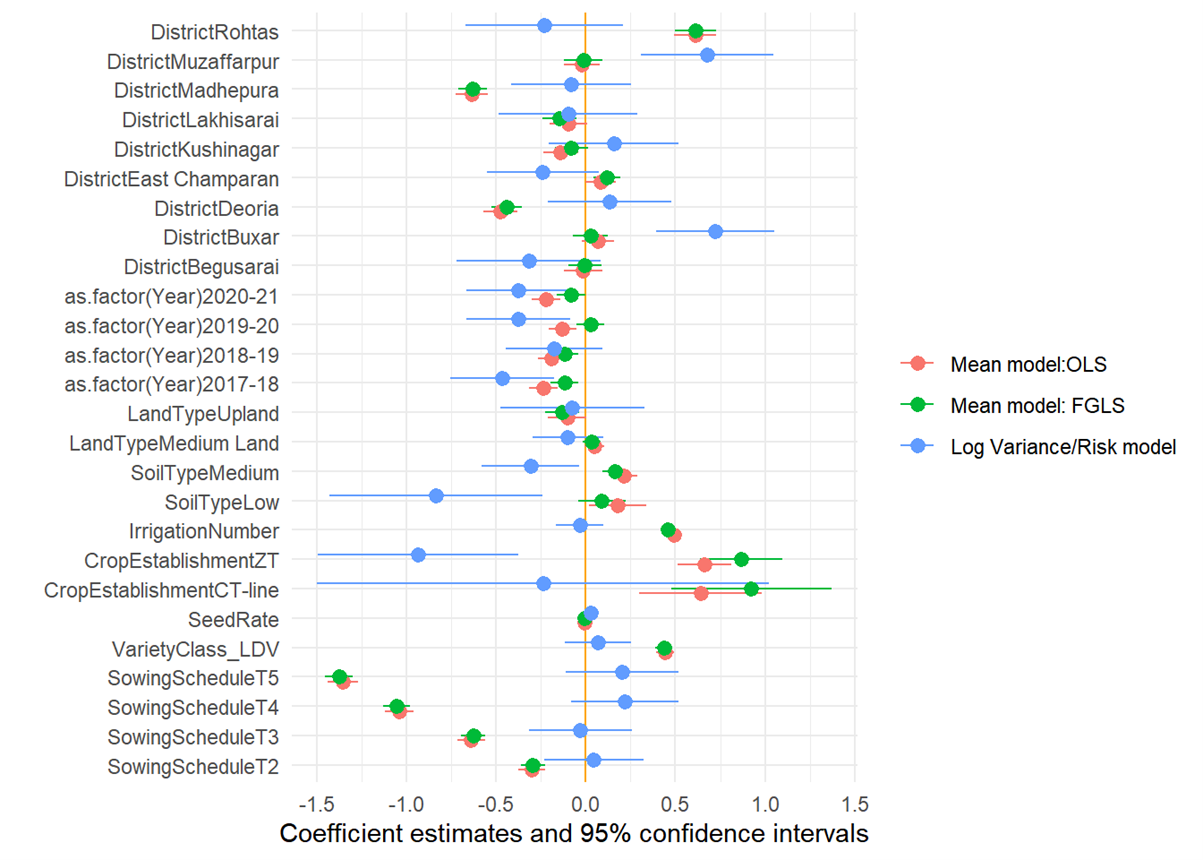 DistrictRohtas
DistrictMuzaffarpur
DistrictMadhepura
DistrictLakhisarai
DistrictKushinagar
DistrictEast Champaran
DistrictDeoria
DistrictBuxar
DistrictBegusarai
as.factor(Year)2020-21
as.factor(Year)2019-20
as.factor(Year)2018-19
as.factor(Year)2017-18
LandTypeUpland
LandTypeMedium Land
SoilTypeMedium
SoilTypeLow
IrrigationNumber
CropEstablishmentZT
CropEstablishmentCT-line
SeedRate
VarietyClass_LDV
SowingScheduleT5
SowingScheduleT4
SowingScheduleT3
SowingScheduleT2
-1.5 -1.0 -0.5 0.0 0.5 1.0 1.5
Coefficient estimates and 95% confidence intervals
Mean model:OLS
Mean model: FGLS
Log Variance/Risk model